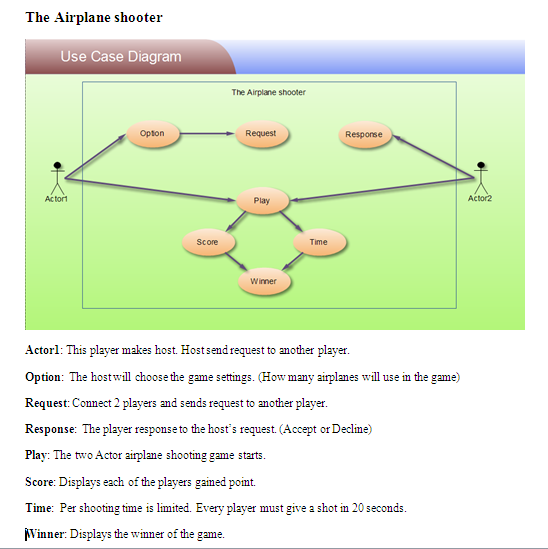 The Airplane shooter
Use Case Diagram
The Airplane shooter
Option
Request
Response
Actor1
Actor2
Play
Score
Time
Winner
Actor1: This player makes host. Host send request to another player.
Option: The host will choose the game settings. (How many airplanes will use in the game)
Request: Connect 2 players and sends request to another player.
Response: The player response to the host's request. (Accept or Decline)
Play: The two Actor airplane shooting game starts.
Score: Displays each of the players gained point.
Time: Per shooting time is limited. Every player must give a shot in 20 seconds.
Winner: Displays the winner of the game.